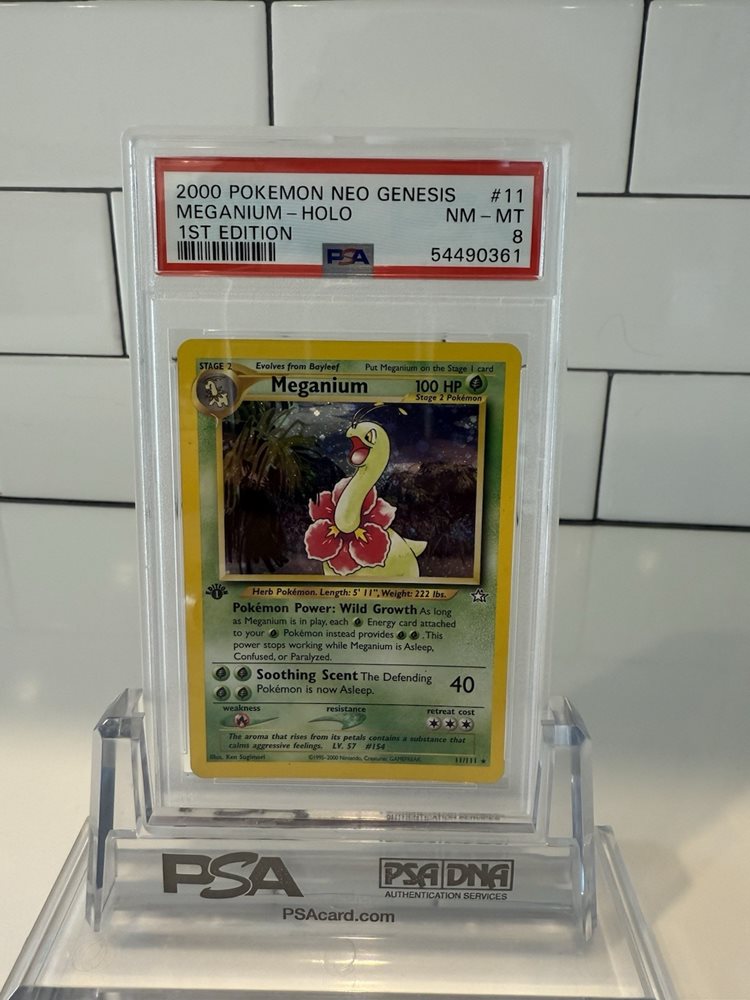 2000 POKEMON NEO GENESIS #11
MEGANIUM - HOLO NM - MT
1ST EDITION 8
PSA 54490361
STAGE 2 Evolves from Bayleef Put Meganium on the Stage 1 card
Meganium 100 HP
Stage 2 Pokémon
EDITION
1
Herb Pokémon. Length: 5' 11", Weight: 222 lbs.
Pokémon Power: Wild Growth As long
as Meganium is in play, each Energy card attached
to your Pokémon instead provides . This
power stops working while Meganium is Asleep,
Confused, or Paralyzed.
Soothing Scent The Defending 40
Pokémon is now Asleep.
weakness resistance retreat cost
The aroma that rises from its petals contains a substance that
calms aggressive feelings. LV. 57 #154
Illus. Ken Sugimori ©1995-2000 Nintendo, Creatures, GAMEFREAK. 11/111 ★
AUTHENTICATION SERVICES
PSA PSA DNA
AUTHENTICATION SERVICES
PSAcard.com